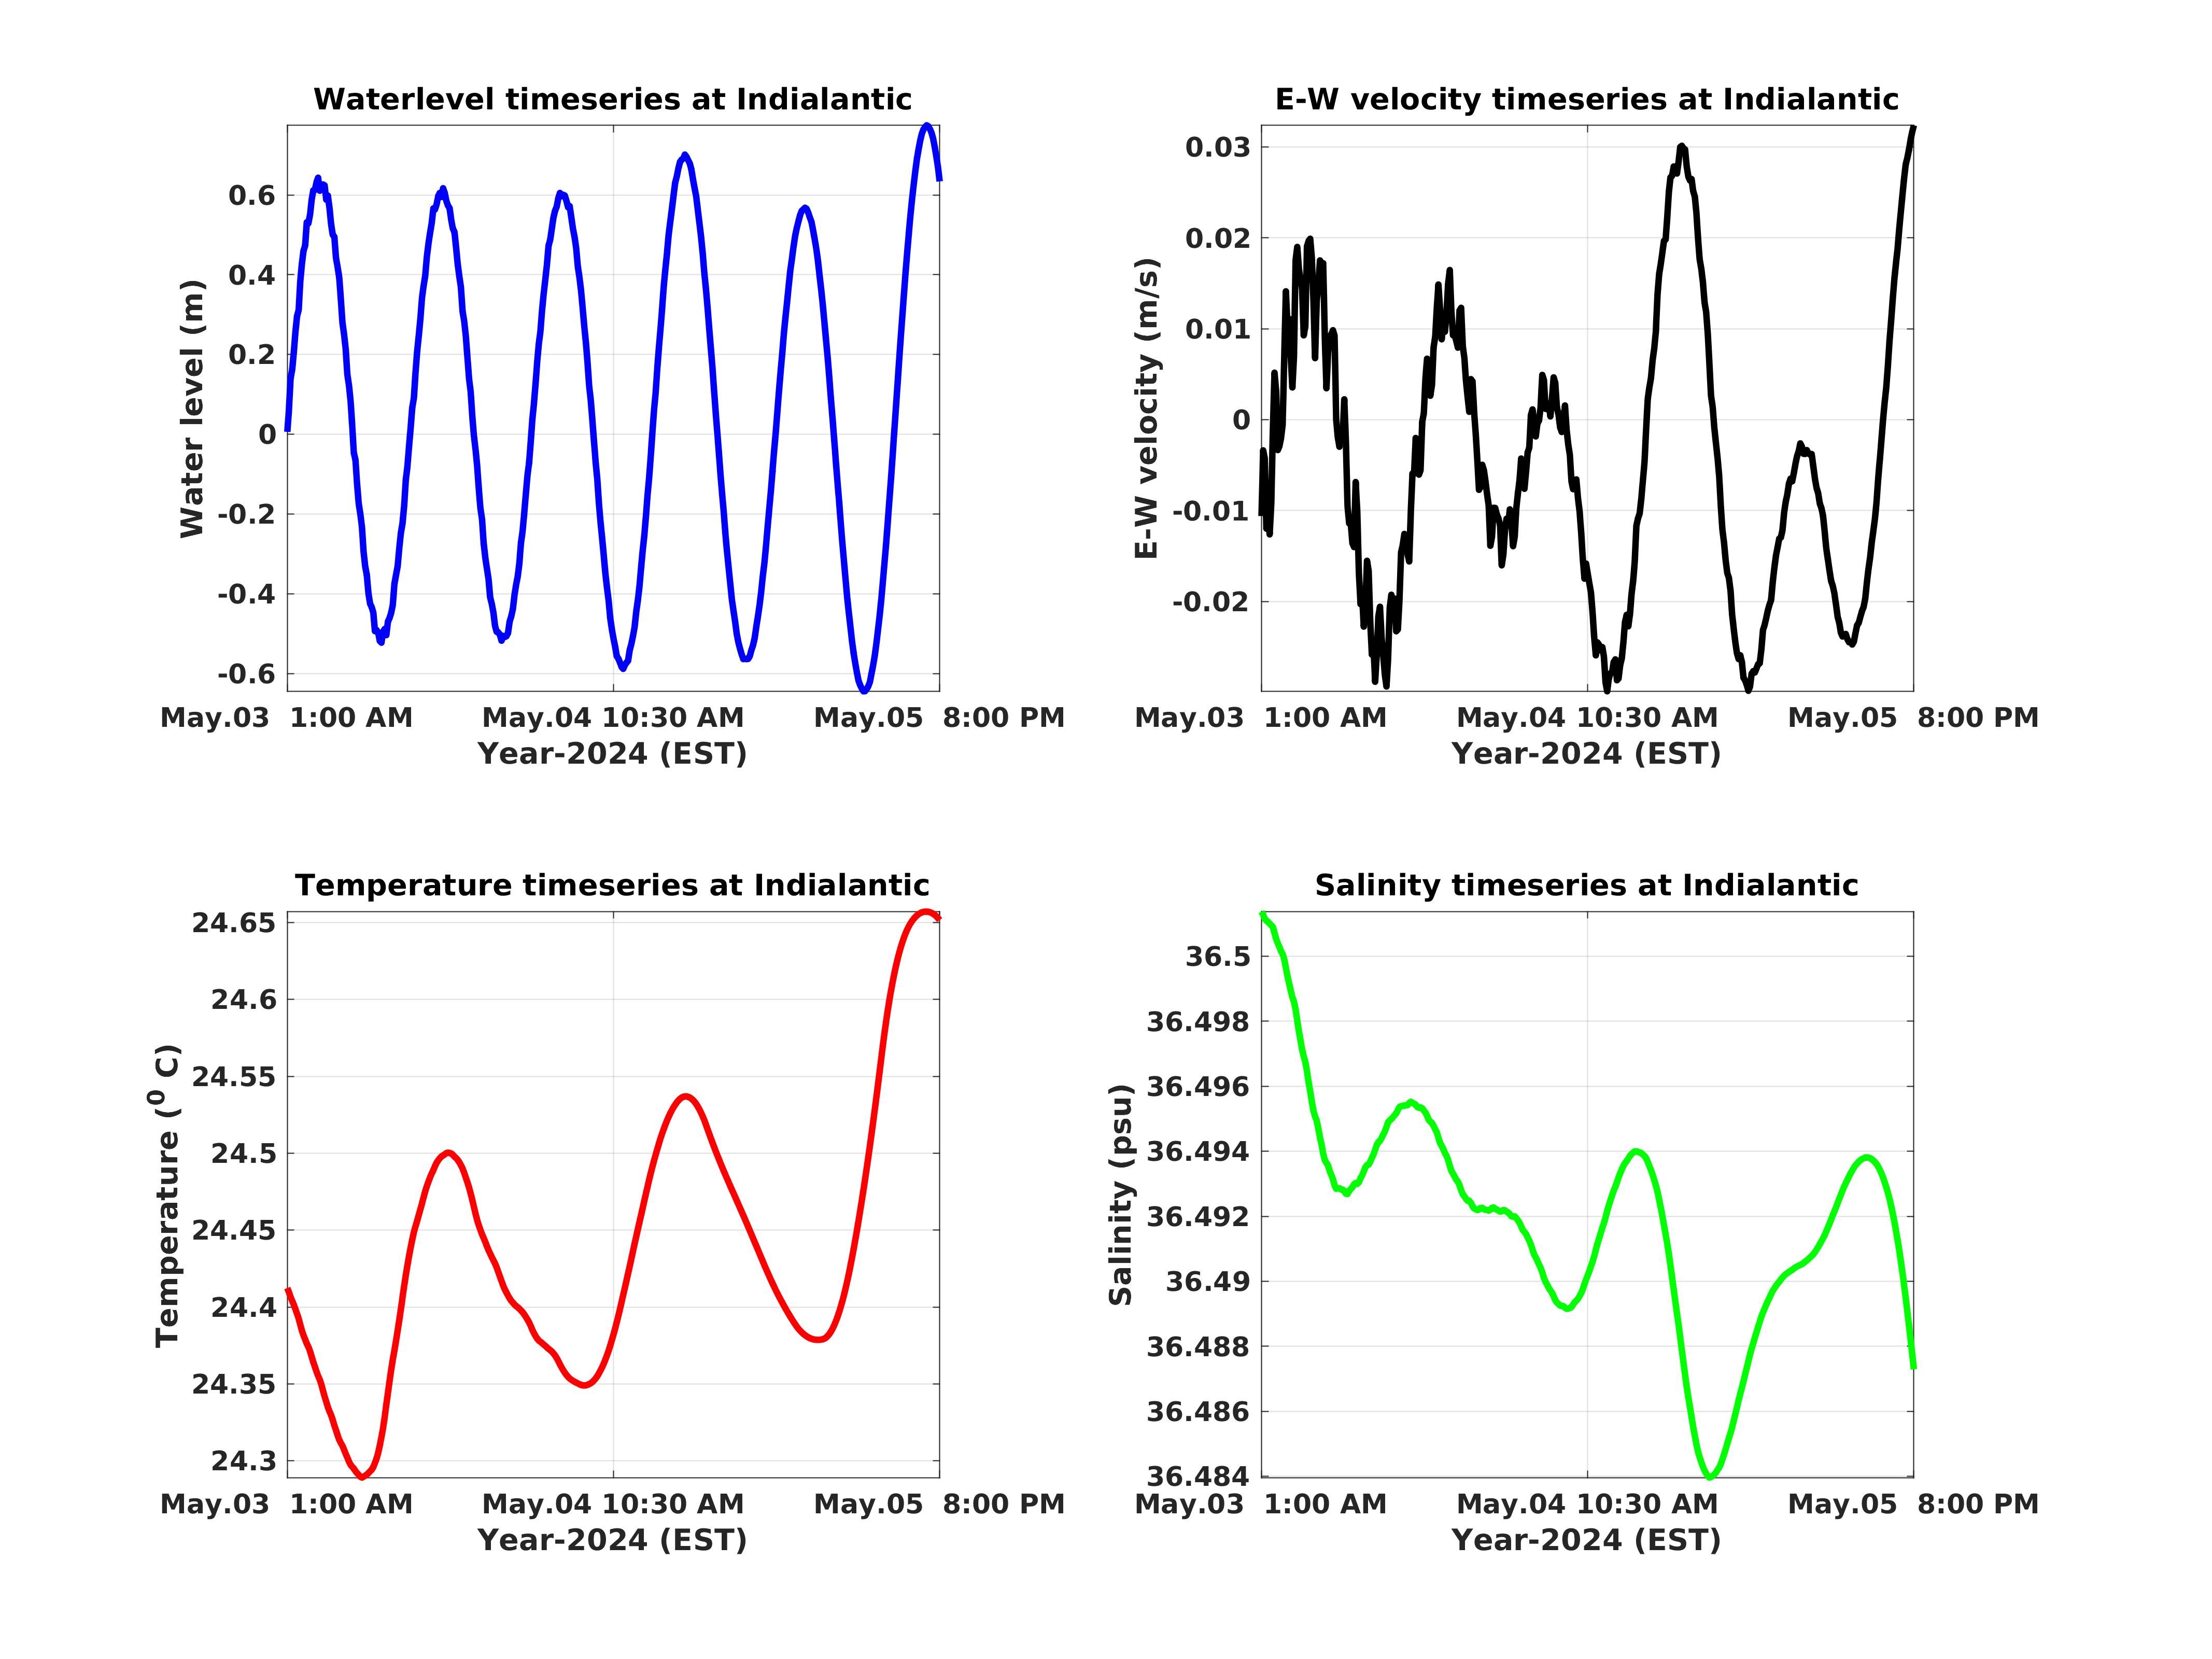 Waterlevel timeseries at Indialantic
0.6
0.4
0.2
0
-0.2
-0.4
-0.6
Water level (m)
May.03 1:00 AM May.04 10:30 AM May.05 8:00 PM
Year-2024 (EST)
E-W velocity timeseries at Indialantic
0.03
0.02
0.01
0
-0.01
-0.02
E-W velocity (m/s)
May.03 1:00 AM May.04 10:30 AM May.05 8:00 PM
Year-2024 (EST)
Temperature timeseries at Indialantic
24.65
24.6
24.55
24.5
24.45
24.4
24.35
24.3
Temperature (⁰ C)
May.03 1:00 AM May.04 10:30 AM May.05 8:00 PM
Year-2024 (EST)
Salinity timeseries at Indialantic
36.5
36.498
36.496
36.494
36.492
36.49
36.488
36.486
36.484
Salinity (psu)
May.03 1:00 AM May.04 10:30 AM May.05 8:00 PM
Year-2024 (EST)